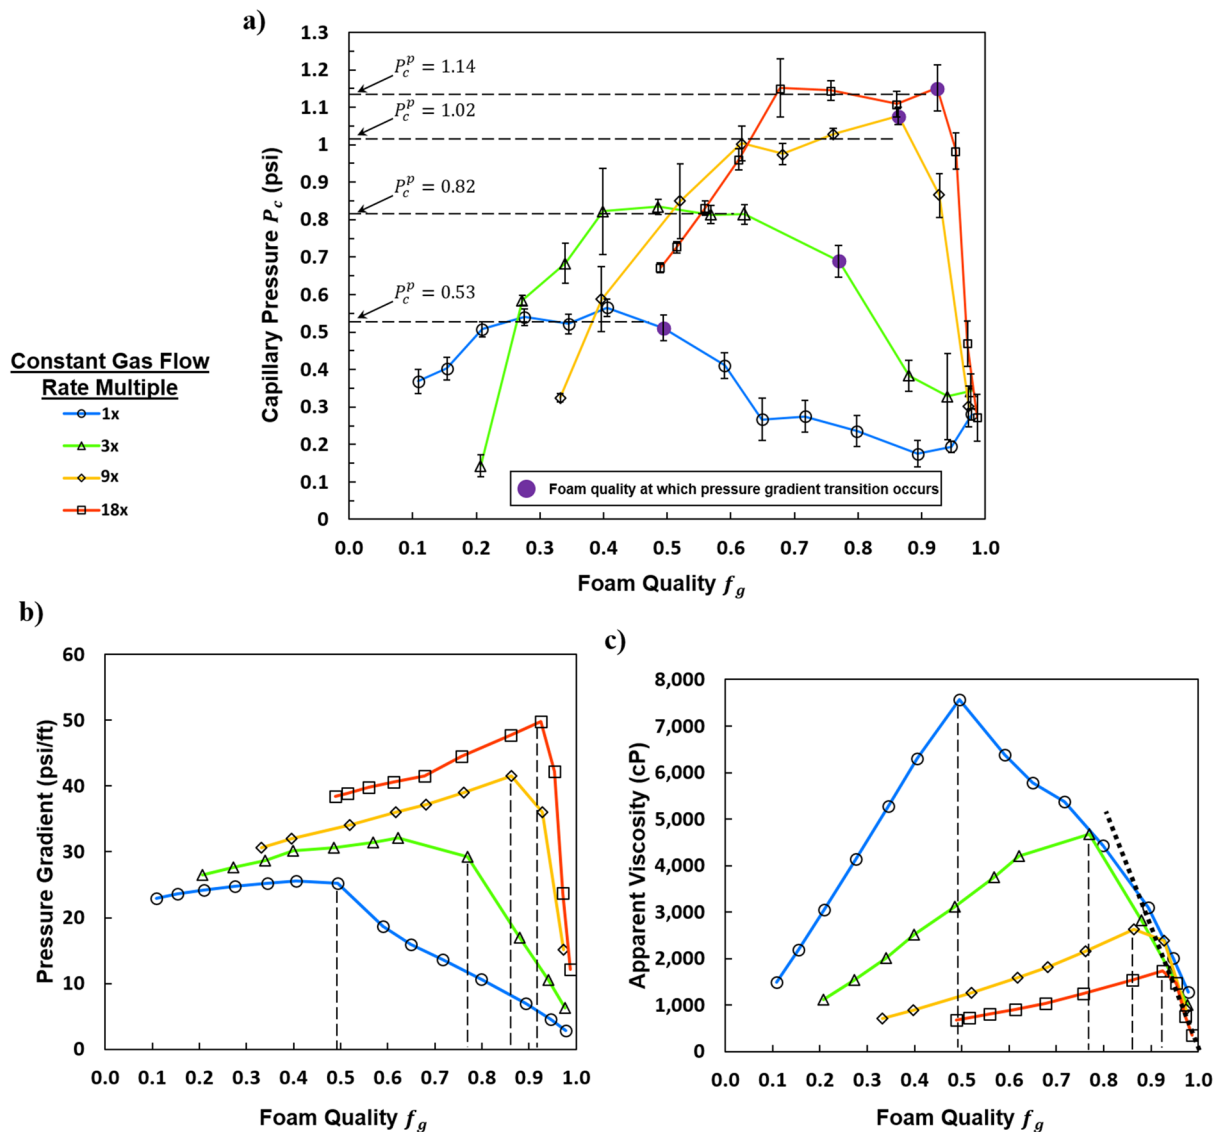 a)
1.3
1.2
1.1
1
0.9
0.8
0.7
0.6
0.5
0.4
0.3
0.2
0.1
0
Capillary Pressure P_c (psi)
P_c^p = 1.14
P_c^p = 1.02
P_c^p = 0.82
P_c^p = 0.53
Foam quality at which pressure gradient transition occurs
0.0 0.2 0.3 0.4 0.5 0.6 0.7 0.8 0.9 1.0
Foam Quality f_g
Constant Gas Flow
Rate Multiple
1x
3x
9x
18x
b)
60
50
40
30
20
10
0
Pressure Gradient (psi/ft)
0.0 0.1 0.2 0.3 0.4 0.5 0.6 0.7 0.8 0.9 1.0
Foam Quality f_g
c)
8,000
7,000
6,000
5,000
4,000
3,000
2,000
1,000
0
Apparent Viscosity (cP)
0.0 0.1 0.2 0.3 0.4 0.5 0.6 0.7 0.8 0.9 1.0
Foam Quality f_g